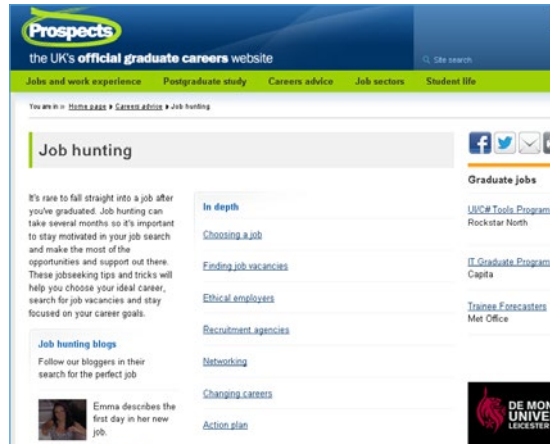 Prospects
the UK's official graduate careers website
Site search
Jobs and work experience Postgraduate study Careers advice Job sectors Student life
You are in » Home page Careers advice Job hunting
Job hunting
It's rare to fall straight into a job after
you've graduated. Job hunting can
take several months so it's important
to stay motivated in your job search
and make the most of the
opportunities and support out there.
These jobseeking tips and tricks will
help you choose your ideal career,
search for job vacancies and stay
focused on your career goals.
Job hunting blogs
Follow our bloggers in their
search for the perfect job
Emma describes the
first day in her new
job.
In depth
Choosing a job
Finding job vacancies
Ethical employers
Recruitment agencies
Networking
Changing careers
Action plan
Graduate jobs
UI/C# Tools Program
Rockstar North
IT Graduate Program
Capita
Trainee Forecasters
Met Office
DE MON
UNIVE
LEICESTER